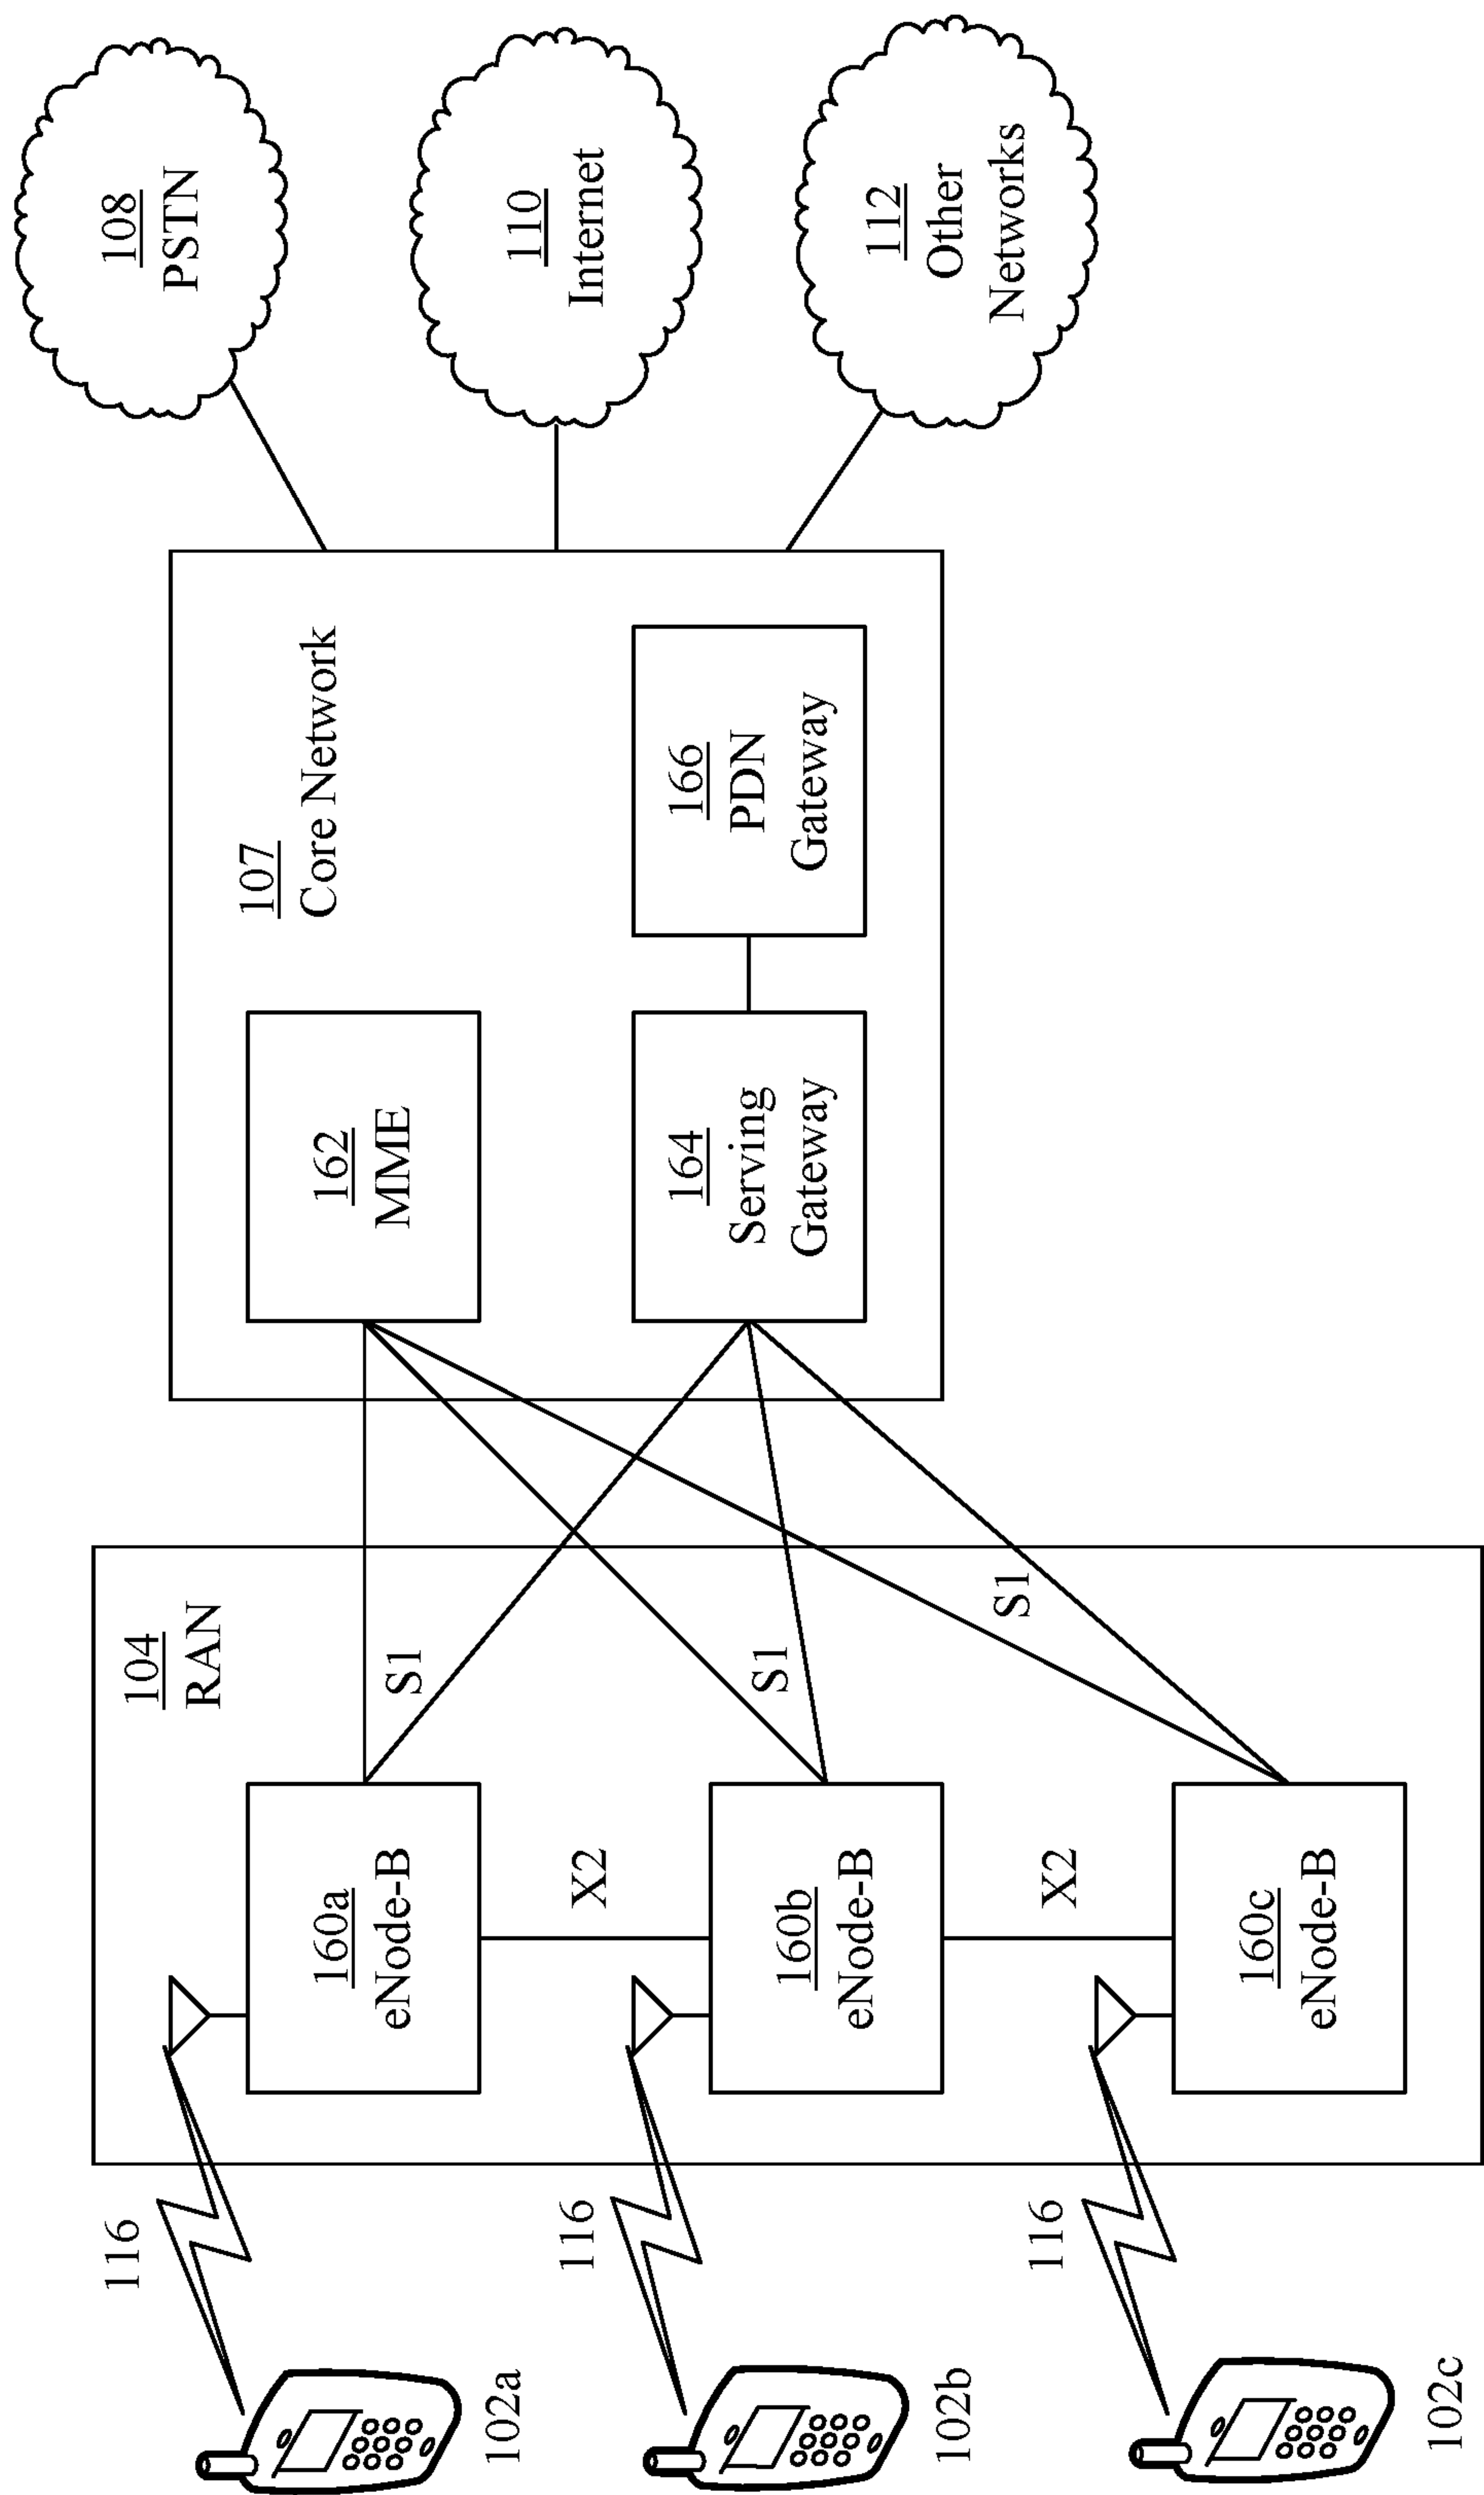 102a
102b
102c
116
116
116
104
RAN
160a
eNode-B
160b
eNode-B
160c
eNode-B
X2
X2
S1
S1
S1
107
Core Network
162
MME
164
Serving
Gateway
166
PDN
Gateway
108
PSTN
110
Internet
112
Other
Networks